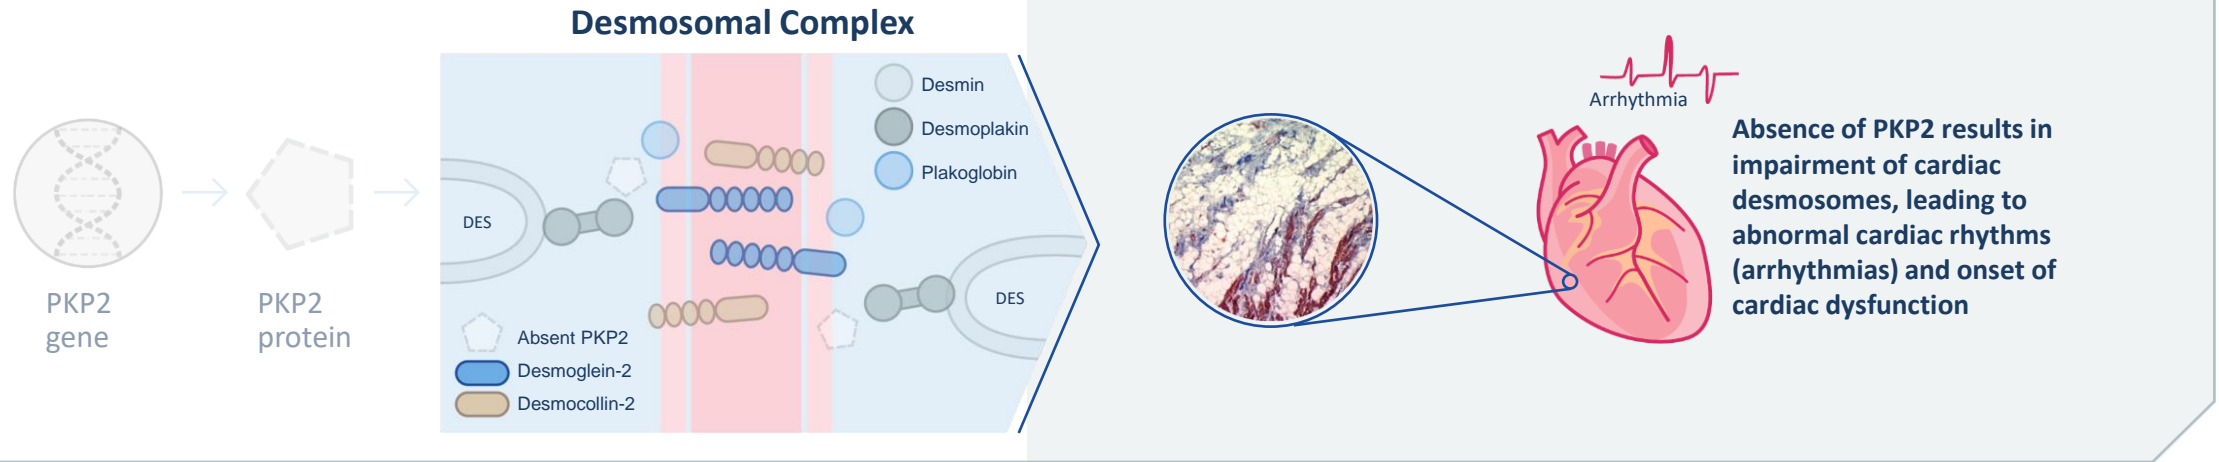 Desmosomal Complex
PKP2
gene
PKP2
protein
Desmin
Desmoplakin
Plakoglobin
DES
DES
Absent PKP2
Desmoglein-2
Desmocollin-2
Arrhythmia
Absence of PKP2 results in
impairment of cardiac
desmosomes, leading to
abnormal cardiac rhythms
(arrhythmias) and onset of
cardiac dysfunction